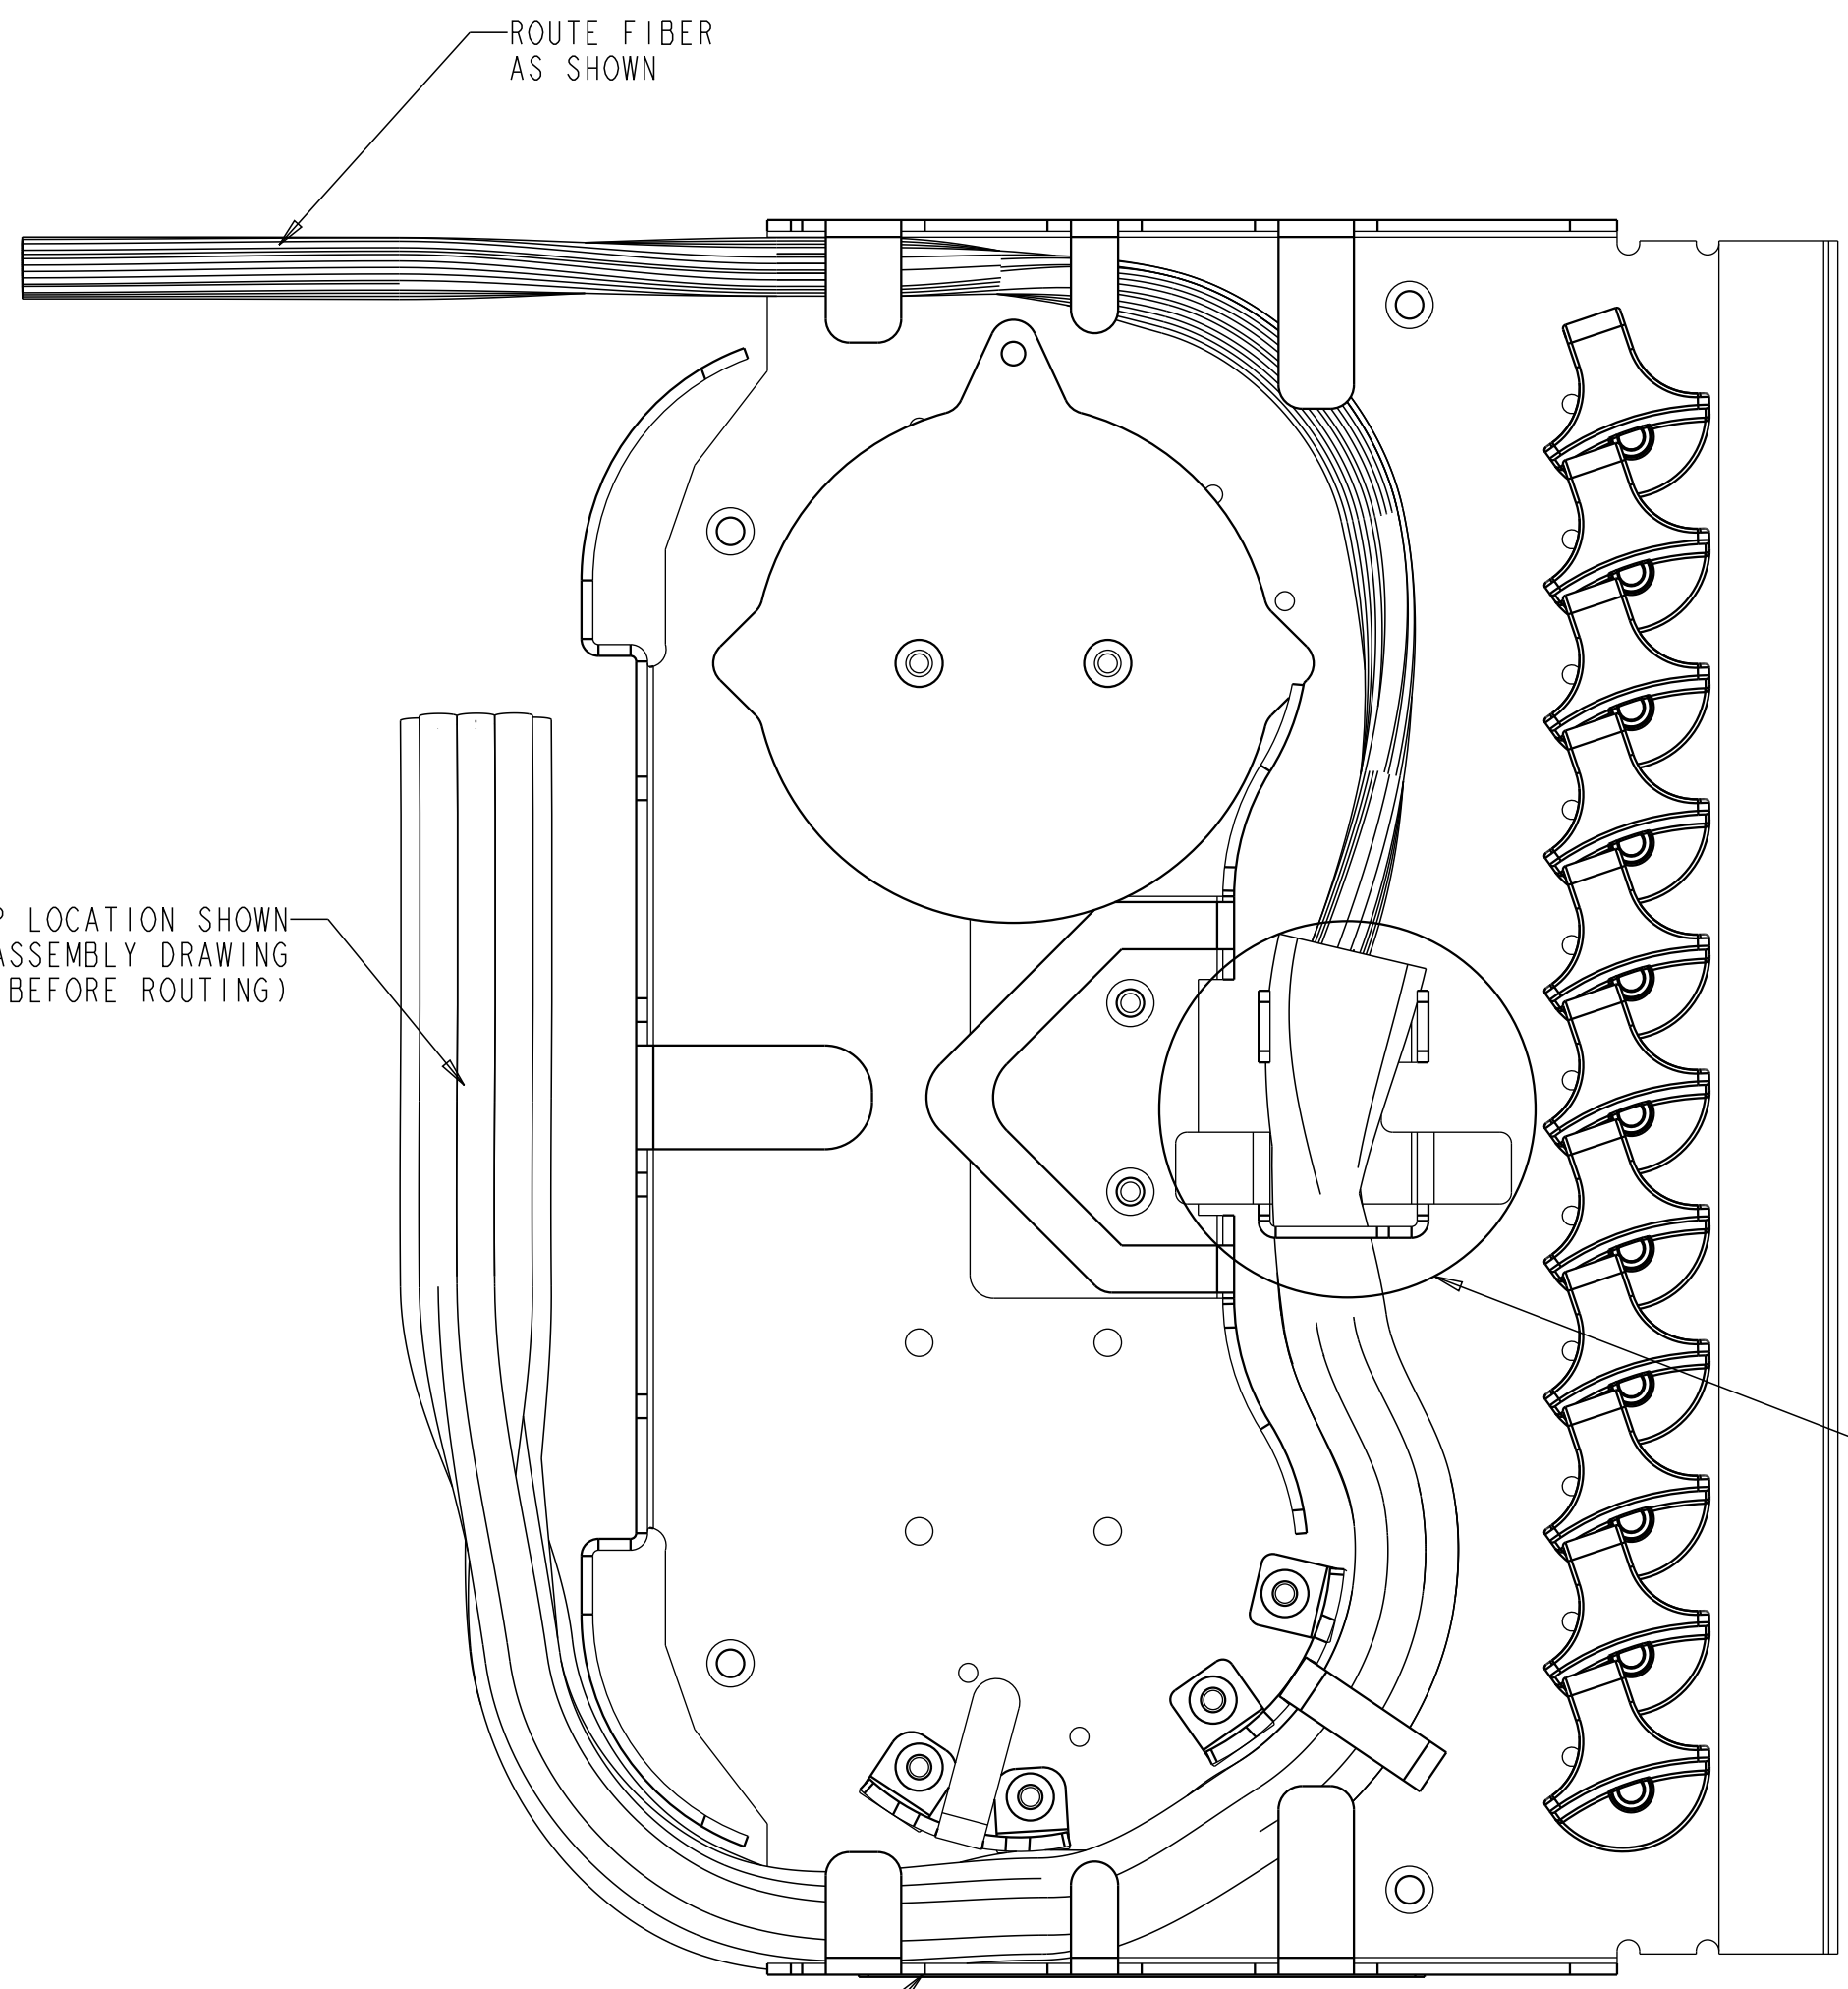 ROUTE FIBER
AS SHOWN
LOCATION SHOWN
ASSEMBLY DRAWING
BEFORE ROUTING)